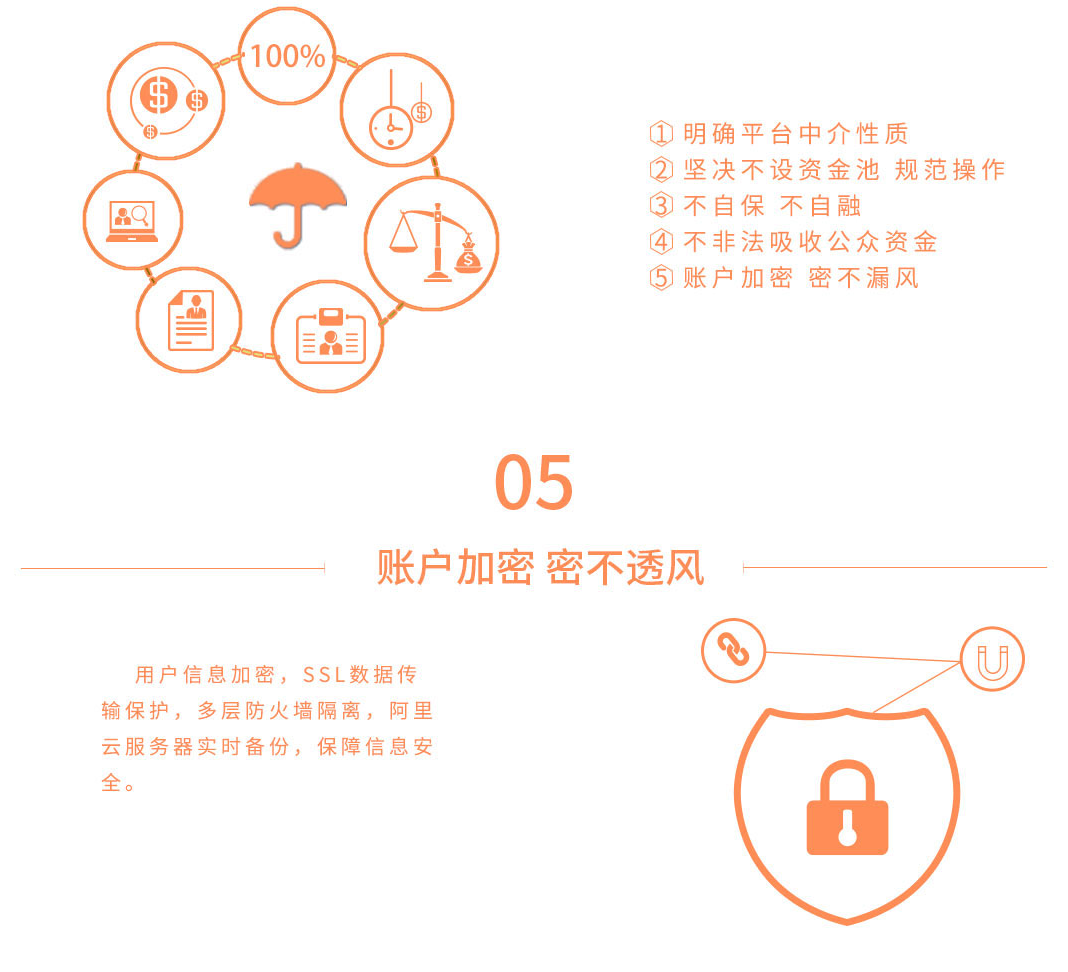 100%
① 明确平台中介性质
② 坚决不设资金池 规范操作
③ 不自保 不自融
④ 不非法吸收公众资金
⑤ 账户加密 密不漏风
05
账户加密 密不透风
用户信息加密，SSL数据传
输保护，多层防火墙隔离，阿里
云服务器实时备份，保障信息安
全。